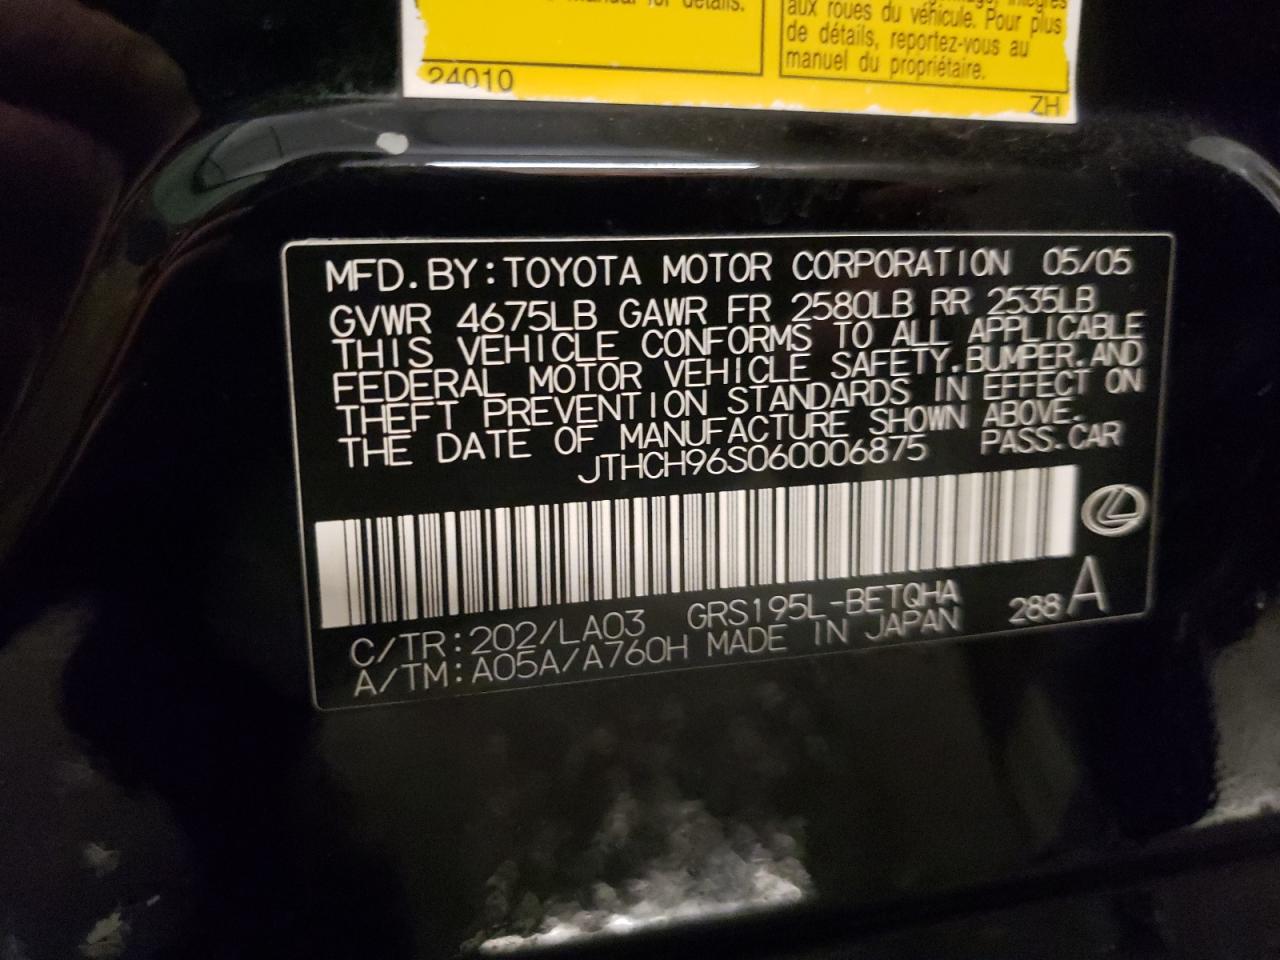 manual for details.
aux roues du véhicule. Pour plus
de détails, reportez-vous au
manuel du propriétaire.
24010
ZH
MFD. BY: TOYOTA MOTOR CORPORATION 05/05
GVWR 4675LB GAWR FR 2580LB RR 2535LB
THIS VEHICLE CONFORMS TO ALL APPLICABLE
FEDERAL MOTOR VEHICLE SAFETY, BUMPER, AND
THEFT PREVENTION STANDARDS IN EFFECT ON
THE DATE OF MANUFACTURE SHOWN ABOVE.
JTHCH96S060006875 PASS.CAR
C/TR:202/LA03 GRS195L-BETQHA 288 A
A/TM:A05A/A760H MADE IN JAPAN